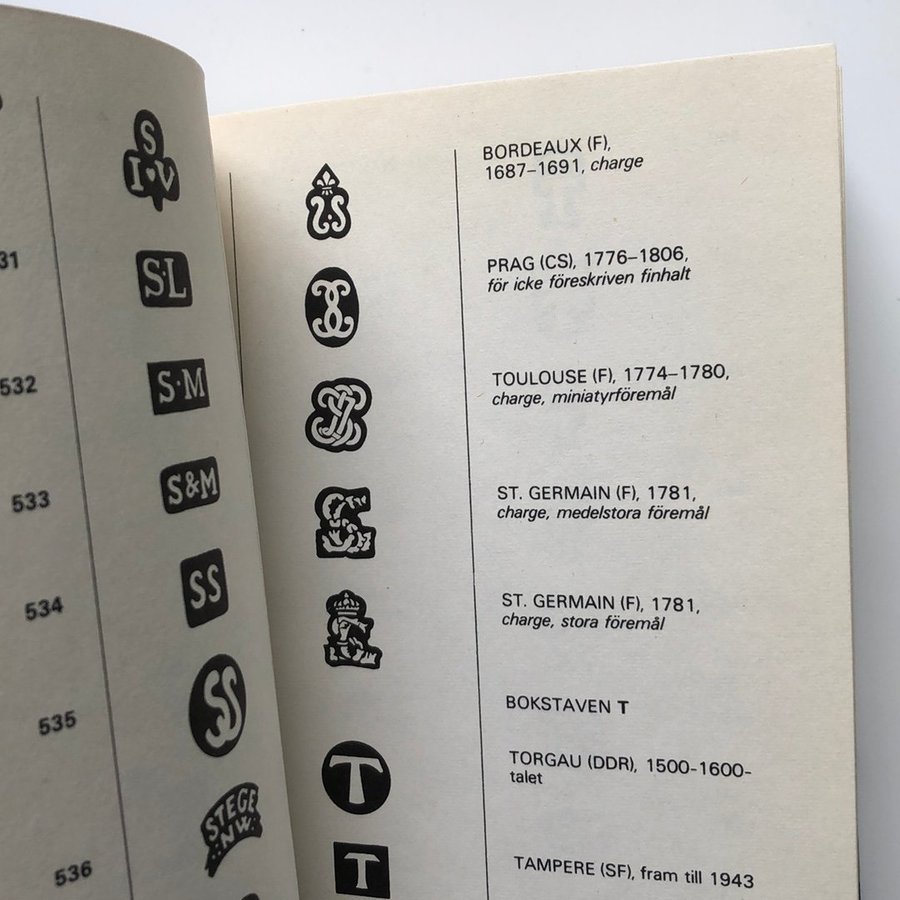 S
I·V
31
S·L
532
S·M
533
S&M
534
SS
535
SS
STEGE
·NW·
536
BORDEAUX (F),
1687–1691, charge
PRAG (CS), 1776–1806,
för icke föreskriven finhalt
TOULOUSE (F), 1774–1780,
charge, miniatyrföremål
ST. GERMAIN (F), 1781,
charge, medelstora föremål
ST. GERMAIN (F), 1781,
charge, stora föremål
BOKSTAVEN T
T
TORGAU (DDR), 1500-1600-
talet
T
TAMPERE (SF), fram till 1943